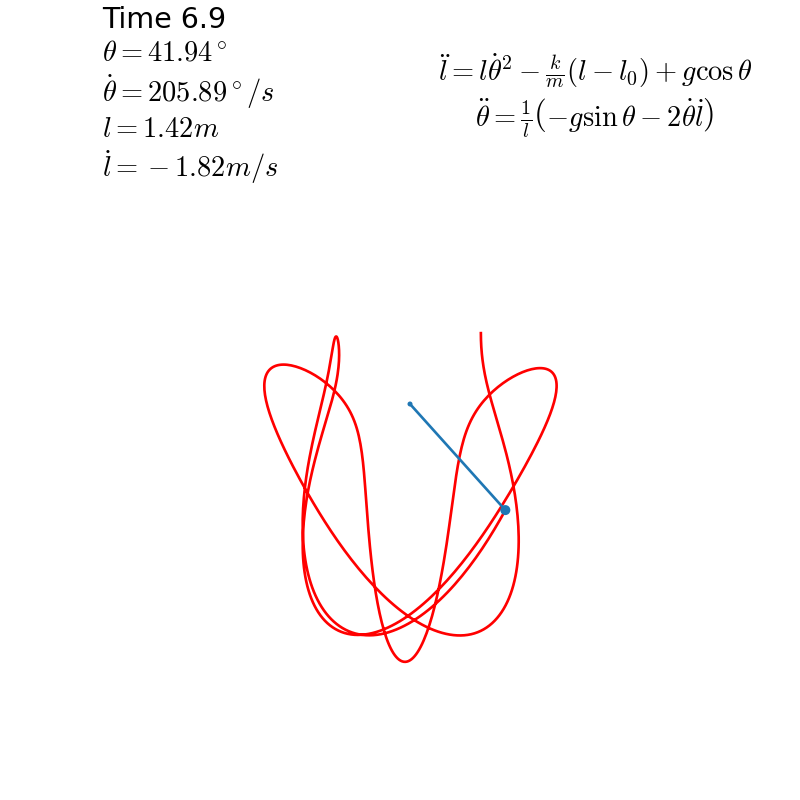 Time 6.9
θ = 41.94°
θ̇ = 205.89°/s
l = 1.42m
l̇ = −1.82m/s
l̈ = lθ̇² − k/m(l − l₀) + g cos θ
θ̈ = 1/l(−g sin θ − 2θ̇l̇)